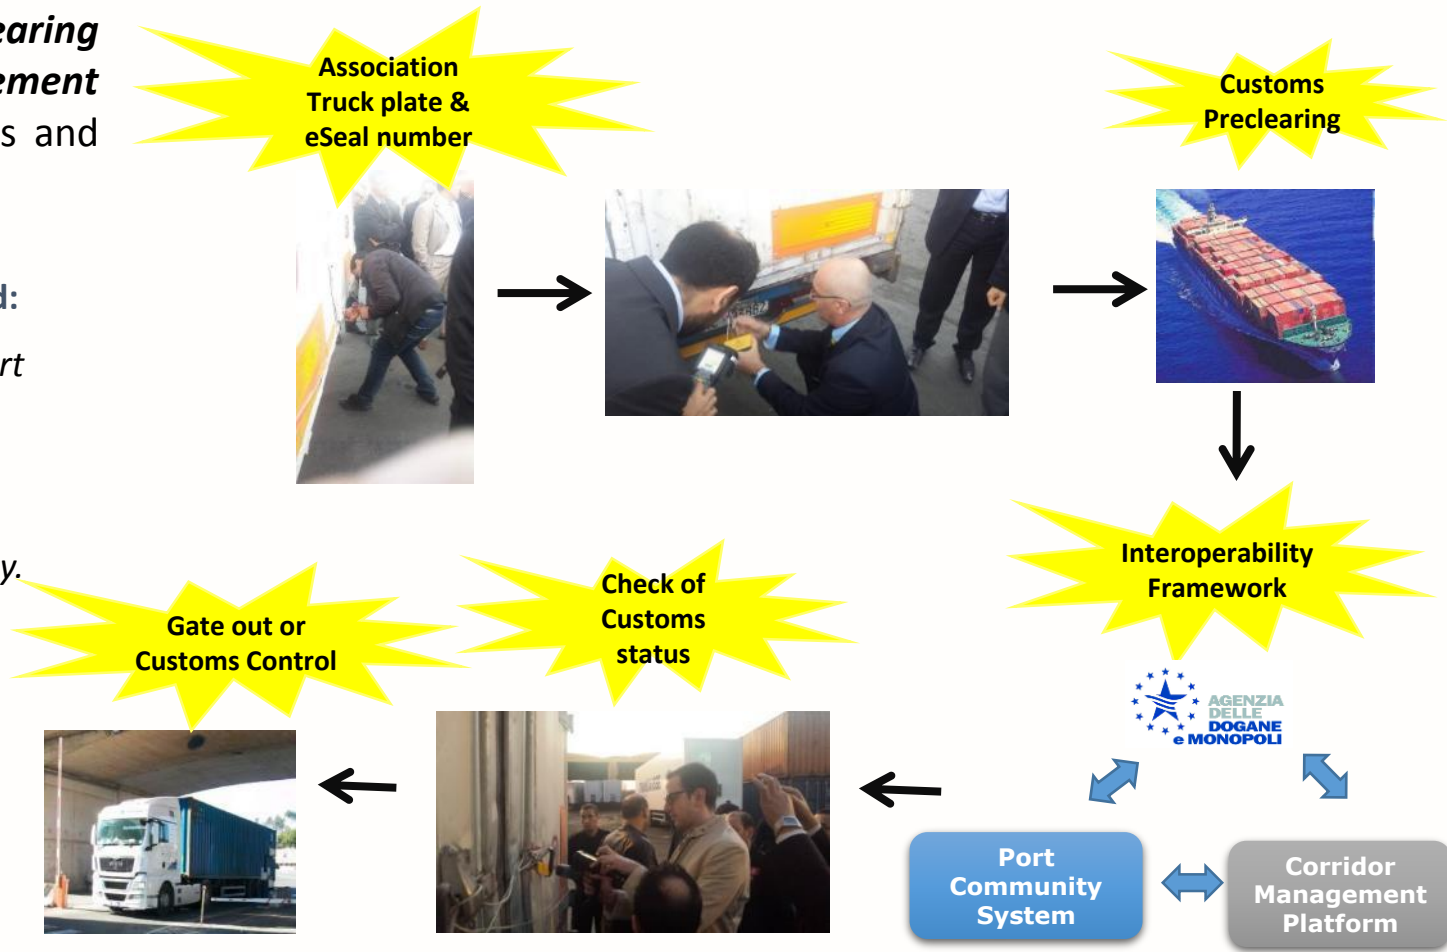 earing
ement
s and
d:
rt
y.
Association
Truck plate &
eSeal number
Customs
Preclearing
Interoperability
Framework
AGENZIA
DELLE
DOGANE
e MONOPOLI
Port
Community
System
Corridor
Management
Platform
Check of
Customs
status
Gate out or
Customs Control